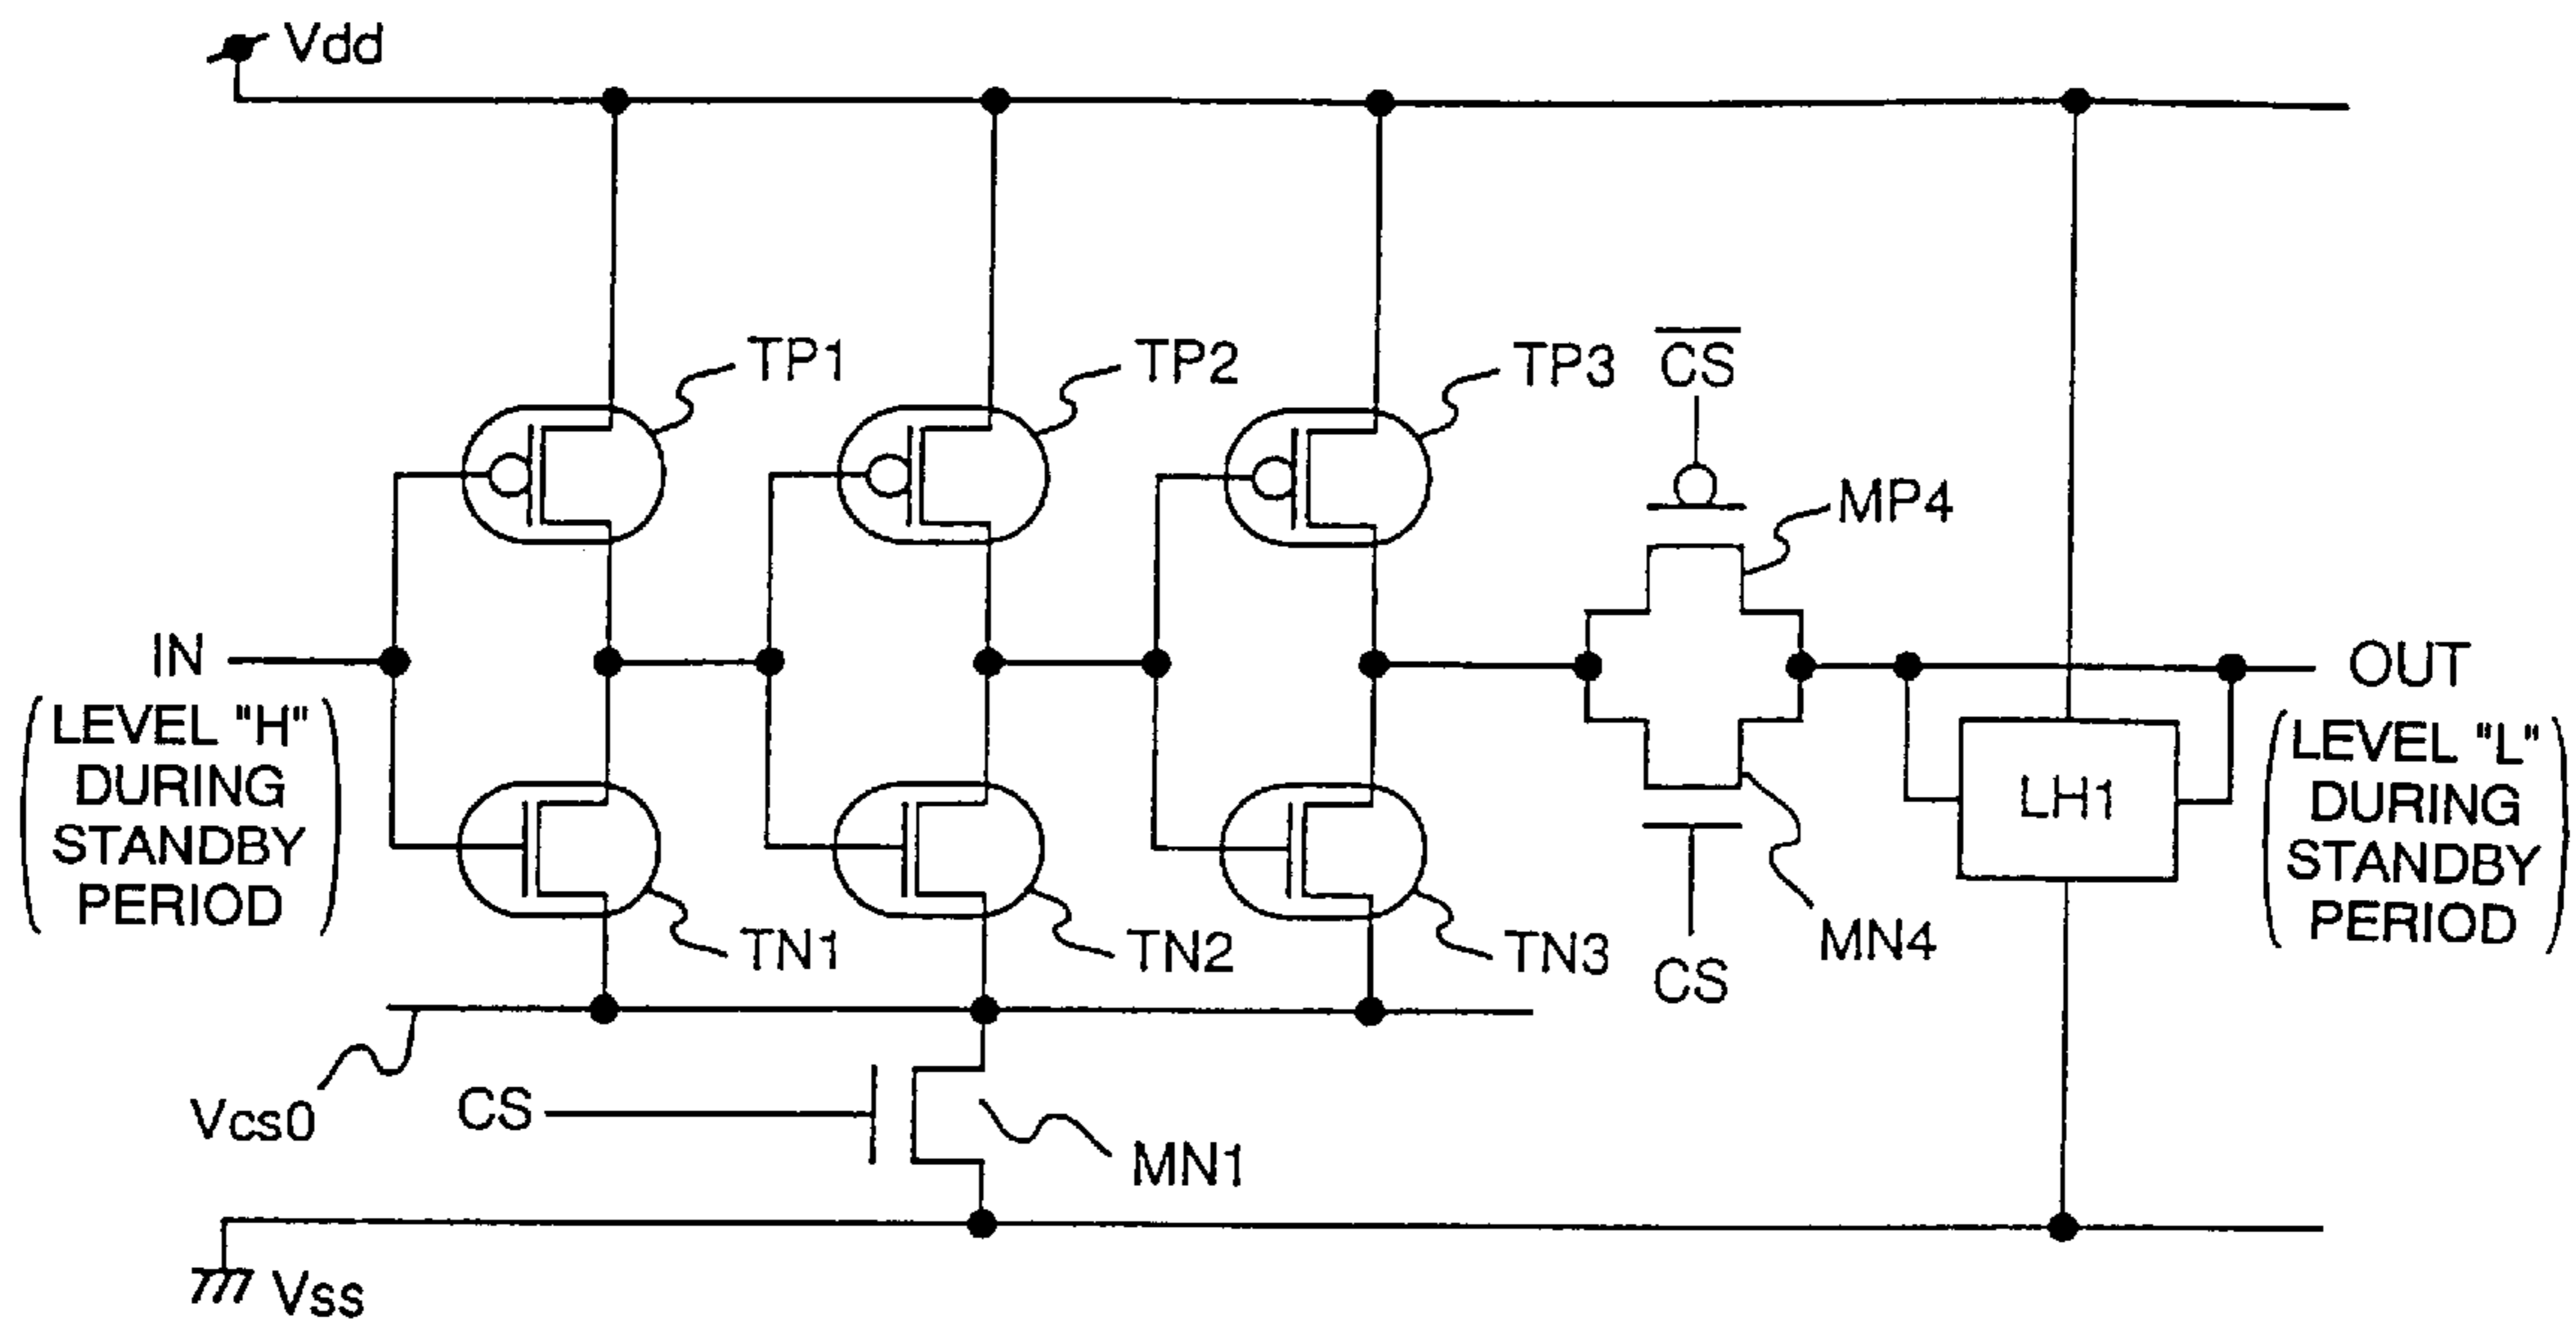 Vdd
TP1
TP2
TP3
CS
MP4
IN
OUT
LEVEL "H"
DURING
STANDBY
PERIOD
LH1
LEVEL "L"
DURING
STANDBY
PERIOD
TN1
TN2
TN3
CS
MN4
Vcs0
CS
MN1
Vss